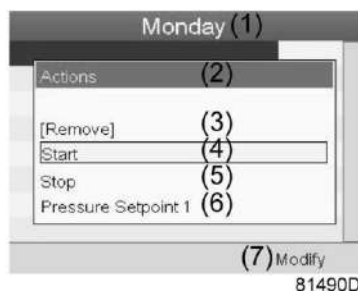 Monday (1)
Actions (2)
[Remove] (3)
Start (4)
Stop (5)
Pressure Setpoint 1 (6)
(7) Modify
81490D